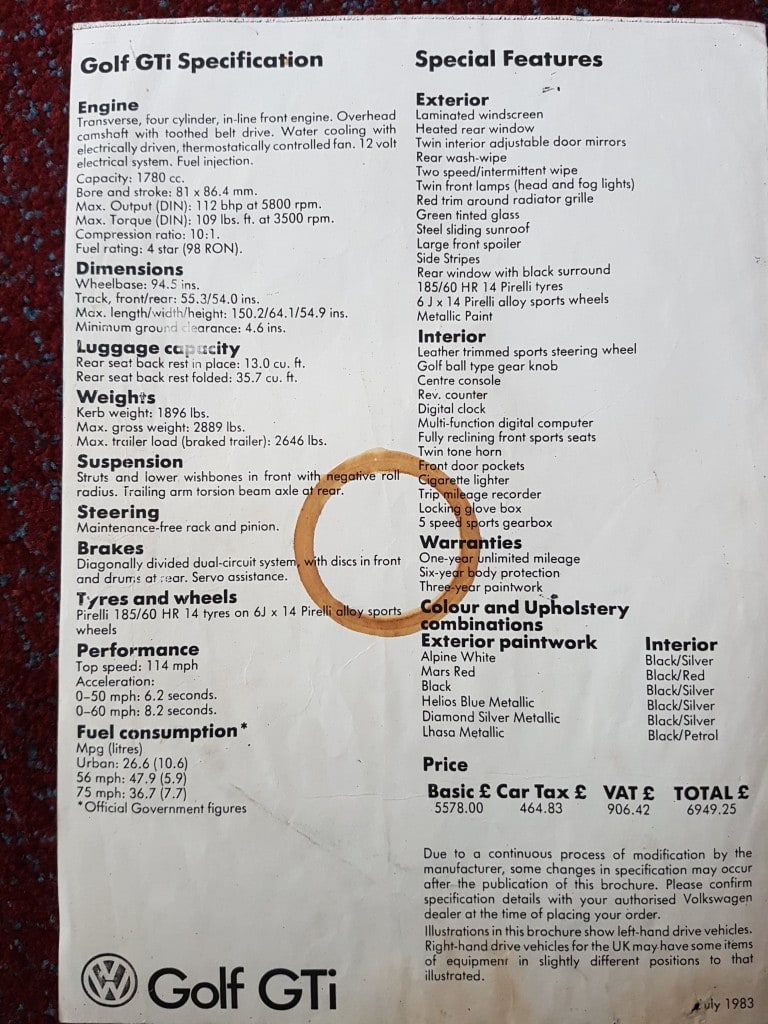 Golf GTi Specification
Engine
Transverse, four cylinder, in-line front engine. Overhead
camshaft with toothed belt drive. Water cooling with
electrically driven, thermostatically controlled fan. 12 volt
electrical system. Fuel injection.
Capacity: 1780 cc.
Bore and stroke: 81 x 86.4 mm.
Max. Output (DIN): 112 bhp at 5800 rpm.
Max. Torque (DIN): 109 lbs. ft. at 3500 rpm.
Compression ratio: 10:1.
Fuel rating: 4 star (98 RON).
Dimensions
Wheelbase: 94.5 ins.
Track, front/rear: 55.3/54.0 ins.
Max. length/width/height: 150.2/64.1/54.9 ins.
Minimum ground clearance: 4.6 ins.
Luggage capacity
Rear seat back rest in place: 13.0 cu. ft.
Rear seat back rest folded: 35.7 cu. ft.
Weights
Kerb weight: 1896 lbs.
Max. gross weight: 2889 lbs.
Max. trailer load (braked trailer): 2646 lbs.
Suspension
Struts and lower wishbones in front with negative roll
radius. Trailing arm torsion beam axle at rear.
Steering
Maintenance-free rack and pinion.
Brakes
Diagonally divided dual-circuit system, with discs in front
and drums at rear. Servo assistance.
Tyres and wheels
Pirelli 185/60 HR 14 tyres on 6J x 14 Pirelli alloy sports
wheels
Performance
Top speed: 114 mph
Acceleration:
0–50 mph: 6.2 seconds.
0–60 mph: 8.2 seconds.
Fuel consumption*
Mpg (litres)
Urban: 26.6 (10.6)
56 mph: 47.9 (5.9)
75 mph: 36.7 (7.7)
*Official Government figures
Special Features
Exterior
Laminated windscreen
Heated rear window
Twin interior adjustable door mirrors
Rear wash-wipe
Two speed/intermittent wipe
Twin front lamps (head and fog lights)
Red trim around radiator grille
Green tinted glass
Steel sliding sunroof
Large front spoiler
Side Stripes
Rear window with black surround
185/60 HR 14 Pirelli tyres
6 J x 14 Pirelli alloy sports wheels
Metallic Paint
Interior
Leather trimmed sports steering wheel
Golf ball type gear knob
Centre console
Rev. counter
Digital clock
Multi-function digital computer
Fully reclining front sports seats
Twin tone horn
Front door pockets
Cigarette lighter
Trip mileage recorder
Locking glove box
5 speed sports gearbox
Warranties
One-year unlimited mileage
Six-year body protection
Three-year paintwork
Colour and Upholstery
combinations
Exterior paintwork Interior
Alpine White Black/Silver
Mars Red Black/Red
Black Black/Silver
Helios Blue Metallic Black/Silver
Diamond Silver Metallic Black/Silver
Lhasa Metallic Black/Petrol
Price
Basic £ Car Tax £ VAT £ TOTAL £
5578.00 464.83 906.42 6949.25
Due to a continuous process of modification by the
manufacturer, some changes in specification may occur
after the publication of this brochure. Please confirm
specification details with your authorised Volkswagen
dealer at the time of placing your order.
Illustrations in this brochure show left-hand drive vehicles.
Right-hand drive vehicles for the UK may have some items
of equipment in slightly different positions to that
illustrated.
VW Golf GTi
July 1983